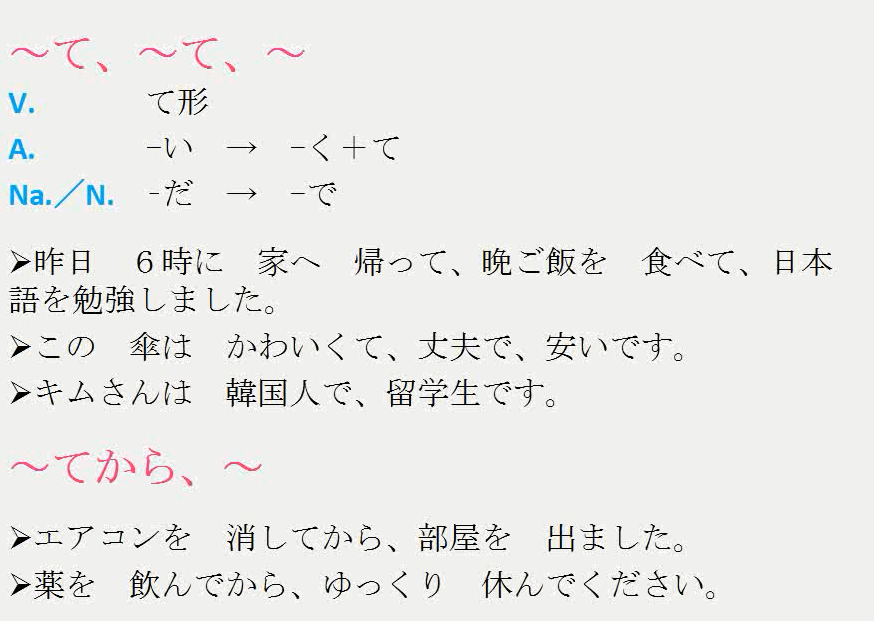 ～て、～て、～
V.　　　て形
A.　　　-い　→　-く＋て
Na.／N.　-だ　→　-で
➢昨日　６時に　家へ　帰って、晩ご飯を　食べて、日本
語を勉強しました。
➢この　傘は　かわいくて、丈夫で、安いです。
➢キムさんは　韓国人で、留学生です。
～てから、～
➢エアコンを　消してから、部屋を　出ました。
➢薬を　飲んでから、ゆっくり　休んでください。